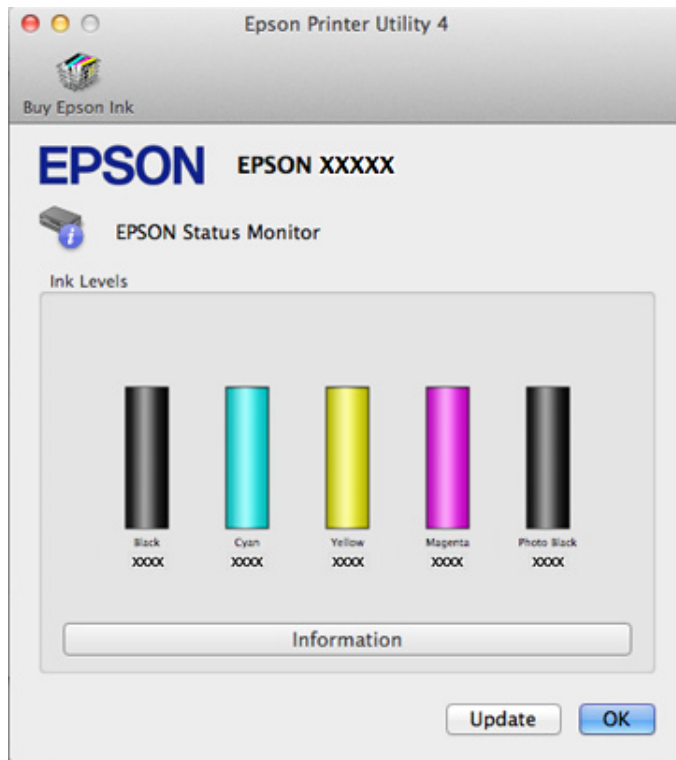 Epson Printer Utility 4
Buy Epson Ink
EPSON EPSON XXXXX
EPSON Status Monitor
Ink Levels
Black Cyan Yellow Magenta Photo Black
XXXX XXXX XXXX XXXX XXXX
Information
Update OK